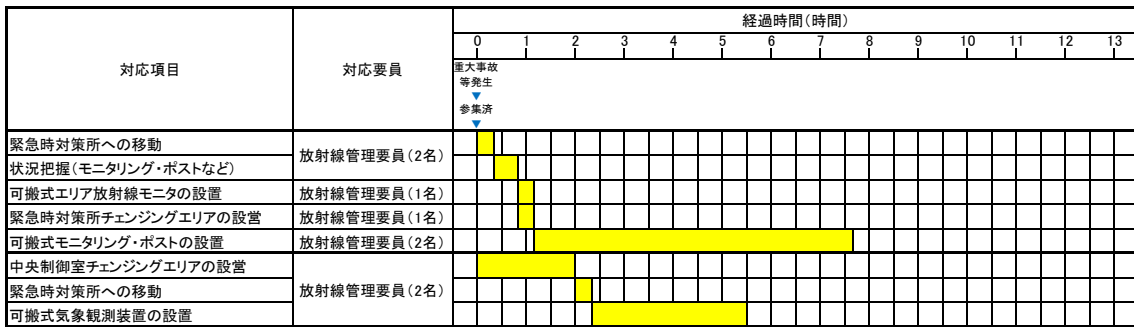 対応項目
対応要員
経過時間(時間)
0 1 2 3 4 5 6 7 8 9 10 11 12 13
重大事故
等発生
▼
参集済
▼
緊急時対策所への移動
放射線管理要員(2名)
状況把握(モニタリング・ポストなど)
可搬式エリア放射線モニタの設置
放射線管理要員(1名)
緊急時対策所チェンジングエリアの設営
放射線管理要員(1名)
可搬式モニタリング・ポストの設置
放射線管理要員(2名)
中央制御室チェンジングエリアの設営
緊急時対策所への移動
放射線管理要員(2名)
可搬式気象観測装置の設置